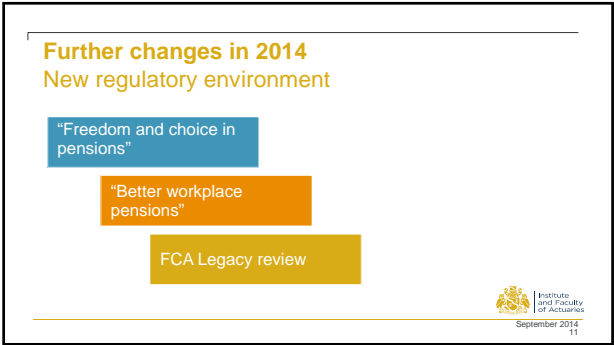 Further changes in 2014
New regulatory environment
“Freedom and choice in
pensions”
“Better workplace
pensions”
FCA Legacy review
Institute
and Faculty
of Actuaries
September 2014
11